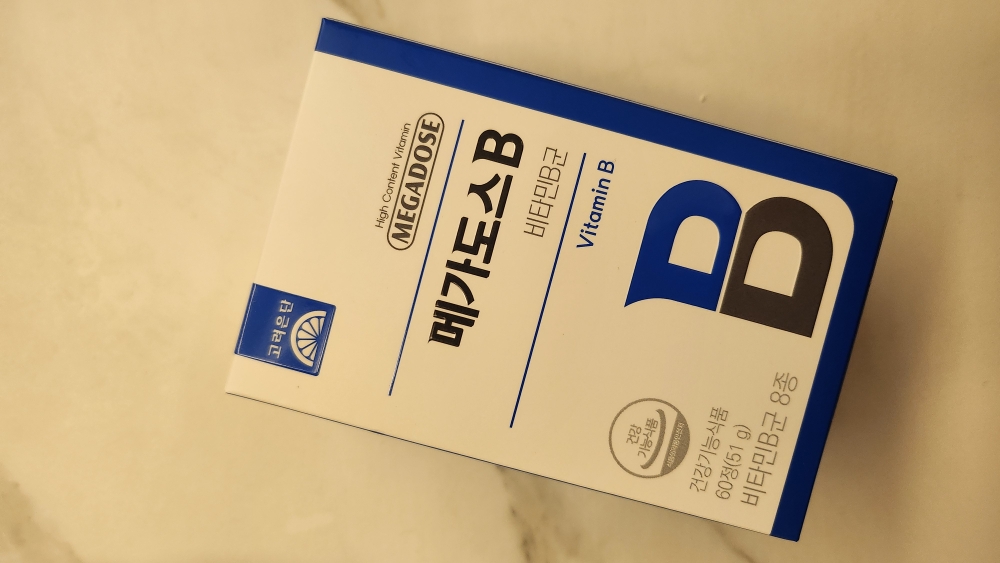 고려은단
High Content Vitamin
MEGADOSE
메가도스 B
비타민B군
Vitamin B
B
건강
기능식품
건강기능식품
60정(51 g)
비타민B군 8종